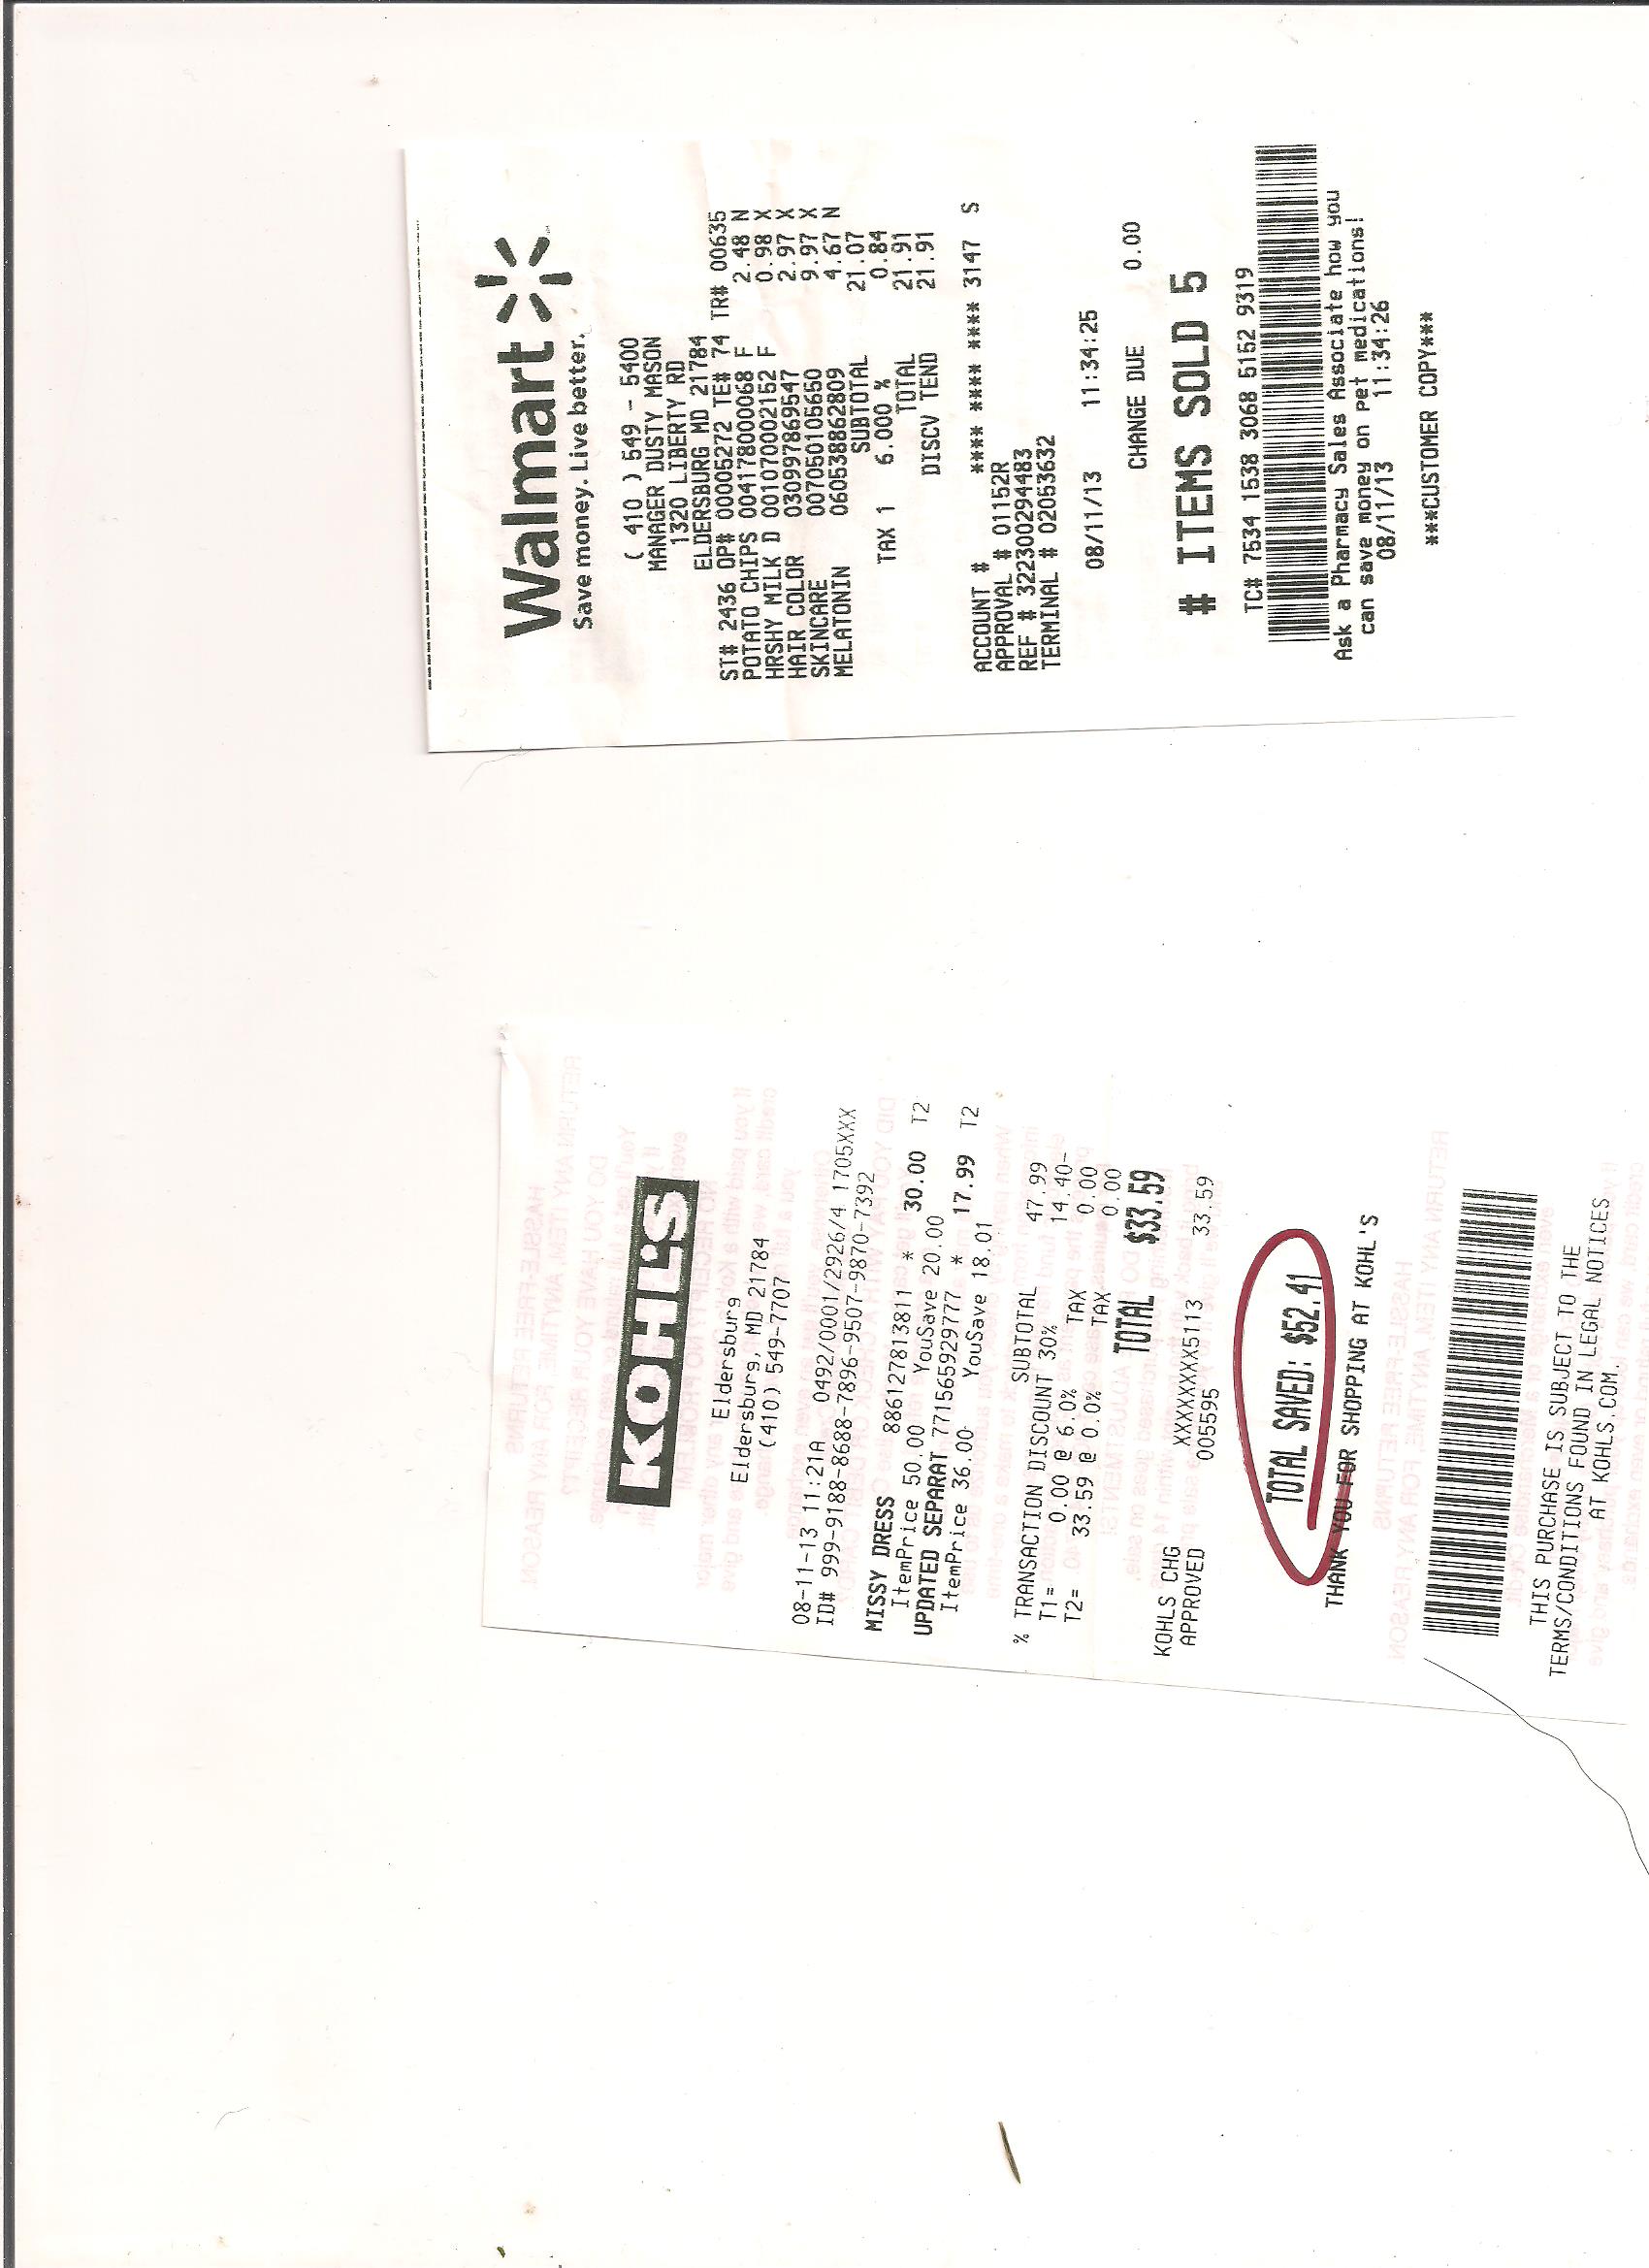 Walmart
Save money. Live better.
( 410 ) 549 - 5400
MANAGER DUSTY MASON
1320 LIBERTY RD
ELDERSBURG MD 21784
ST# 2436 OP# 00005272 TE# 74 TR# 00635
POTATO CHIPS 004178000068 F 2.48 N
HRSHY MILK D 001070002152 F 0.98 X
HAIR COLOR 030997869547 2.97 X
SKINCARE 007050105650 9.97 X
MELATONIN 060538862809 4.67 N
SUBTOTAL 21.07
TAX 1 6.000 % 0.84
TOTAL 21.91
DISCV TEND 21.91
ACCOUNT # **** **** **** 3147 S
APPROVAL # 01152R
REF # 322300294483
TERMINAL # 02053632
08/11/13 11:34:25
CHANGE DUE 0.00
# ITEMS SOLD 5
TC# 7534 1538 3068 5152 9319
Ask a Pharmacy Sales Associate how you
can save money on pet medications!
08/11/13 11:34:26
***CUSTOMER COPY***
KOHL'S
Eldersburg
Eldersburg, MD 21784
(410) 549-7707
08-11-13 11:21A 0492/0001/2926/4 1705XXX
ID# 999-9188-8688-7896-9507-9870-7392
MISSY DRESS 886127813811 * 30.00 T2
ItemPrice 50.00 YouSave 20.00
UPDATED SEPARAT 771565929777 * 17.99 T2
ItemPrice 36.00 YouSave 18.01
SUBTOTAL 47.99
% TRANSACTION DISCOUNT 30% 14.40-
T1= 0.00 @ 6.0% TAX 0.00
T2= 33.59 @ 0.0% TAX 0.00
TOTAL $33.59
KOHLS CHG XXXXXXXX5113 33.59
APPROVED 005595
TOTAL SAVED: $52.41
THANK YOU FOR SHOPPING AT KOHL'S
THIS PURCHASE IS SUBJECT TO THE
TERMS/CONDITIONS FOUND IN LEGAL NOTICES
AT KOHLS.COM.